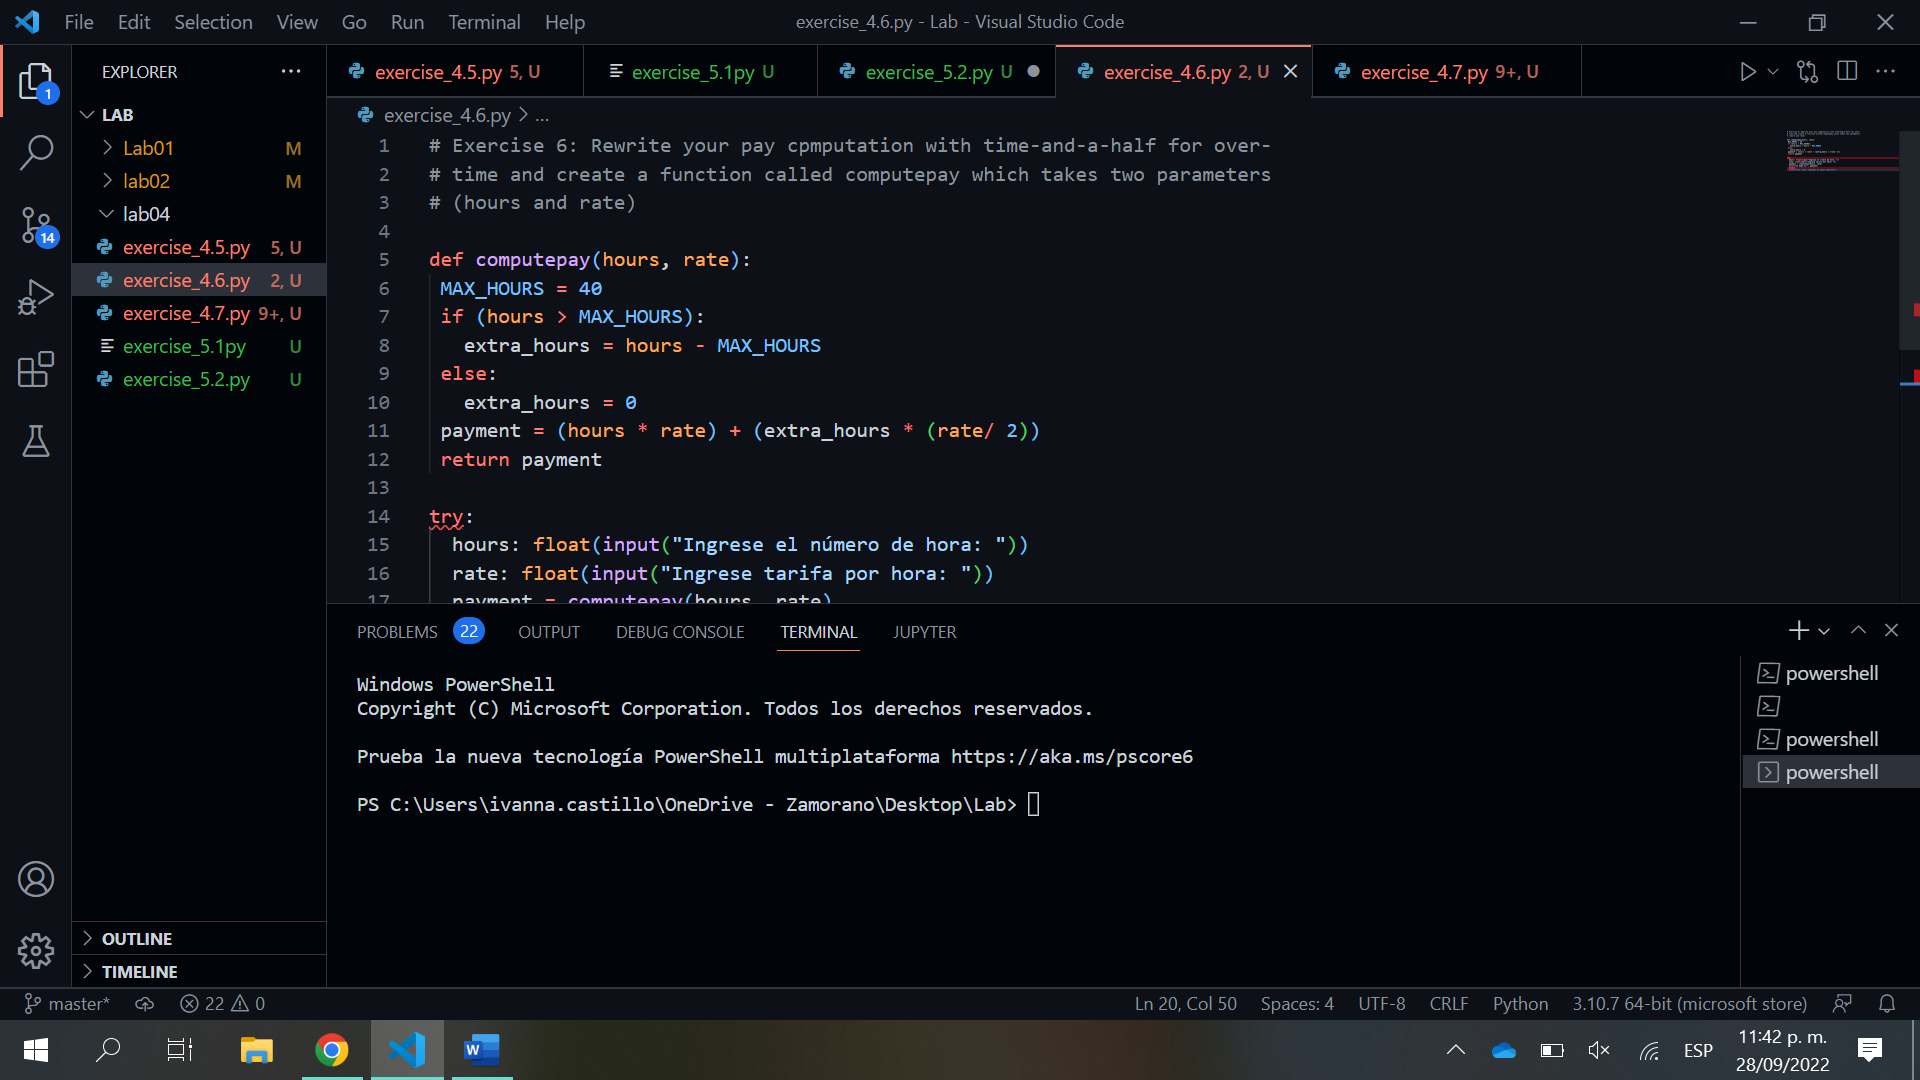 File Edit Selection View Go Run Terminal Help
exercise_4.6.py - Lab - Visual Studio Code
EXPLORER
1
LAB
Lab01 M
lab02 M
lab04
exercise_4.5.py 5, U
exercise_4.6.py 2, U
exercise_4.7.py 9+, U
exercise_5.1py U
exercise_5.2.py U
14
OUTLINE
TIMELINE
exercise_4.5.py 5, U
exercise_5.1py U
exercise_5.2.py U
exercise_4.6.py 2, U
exercise_4.7.py 9+, U
exercise_4.6.py > ...
1 # Exercise 6: Rewrite your pay cpmputation with time-and-a-half for over-
2 # time and create a function called computepay which takes two parameters
3 # (hours and rate)
4
5 def computepay(hours, rate):
6 MAX_HOURS = 40
7 if (hours > MAX_HOURS):
8 extra_hours = hours - MAX_HOURS
9 else:
10 extra_hours = 0
11 payment = (hours * rate) + (extra_hours * (rate/ 2))
12 return payment
13
14 try:
15 hours: float(input("Ingrese el número de hora: "))
16 rate: float(input("Ingrese tarifa por hora: "))
17 payment = computepay(hours, rate)
PROBLEMS 22 OUTPUT DEBUG CONSOLE TERMINAL JUPYTER
Windows PowerShell
Copyright (C) Microsoft Corporation. Todos los derechos reservados.
Prueba la nueva tecnología PowerShell multiplataforma https://aka.ms/pscore6
PS C:\Users\ivanna.castillo\OneDrive - Zamorano\Desktop\Lab>
powershell
powershell
powershell
master* 22 0 Ln 20, Col 50 Spaces: 4 UTF-8 CRLF Python 3.10.7 64-bit (microsoft store)
W
ESP
11:42 p. m.
28/09/2022